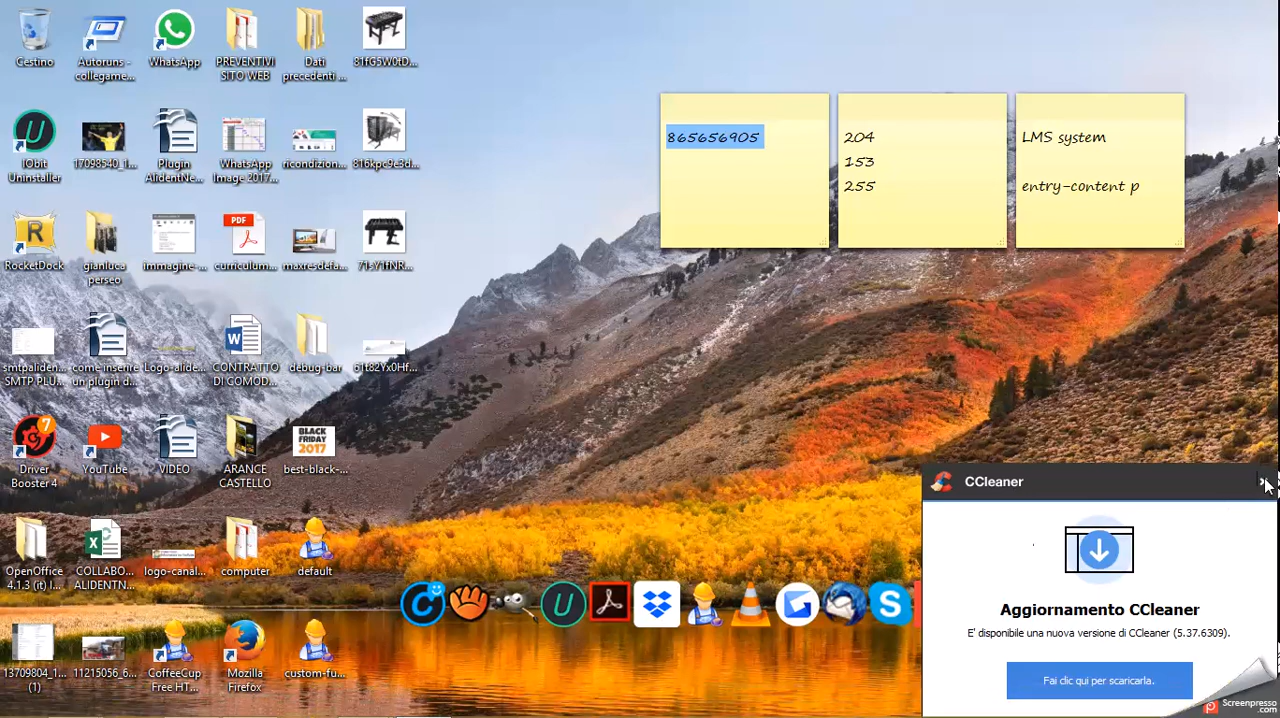 Cestino
Autoruns - collegame...
WhatsApp
PREVENTIVI SITO WEB
Dati precedenti ...
81fG5W0tD...
IObit Uninstaller
17098540_1...
Plugin AlidentNe...
WhatsApp Image 2017...
ricondizion...
816kpc9e3d...
RocketDock
gianluca perseo
immagine-...
PDF
curriculum...
maxresdefa...
71sY1fNR...
smtpaliden... SMTP PLU...
come inserire un plugin d...
Logo-alide...
CONTRATTO DI COMOD...
debug-bar
61t82Yx0Hf...
7
Driver Booster 4
YouTube
VIDEO
ARANCE CASTELLO
BLACK FRIDAY 2017
best-black-...
OpenOffice 4.1.3 (it) I...
COLLABO... ALIDENTN...
logo-canal...
computer
default
13709804_1... (1)
11215056_6...
CoffeeCup Free HT...
Mozilla Firefox
custom-fu...
865656905
204
153
255
LMS system
entry-content p
CCleaner
Aggiornamento CCleaner
E' disponibile una nuova versione di CCleaner (5.37.6309).
Fai clic qui per scaricarla.
Screenpresso
.com